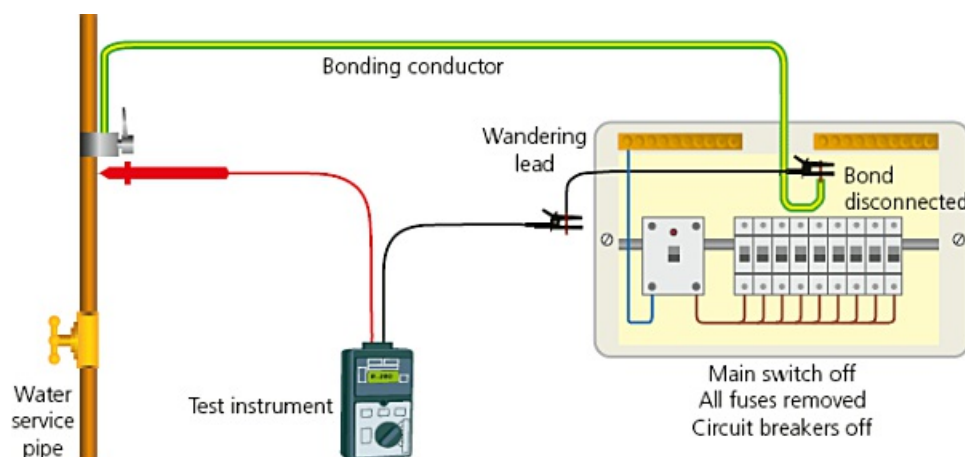 Bonding conductor
Wandering
lead
Bond
disconnected
Water
service
pipe
Test instrument
Main switch off
All fuses removed
Circuit breakers off